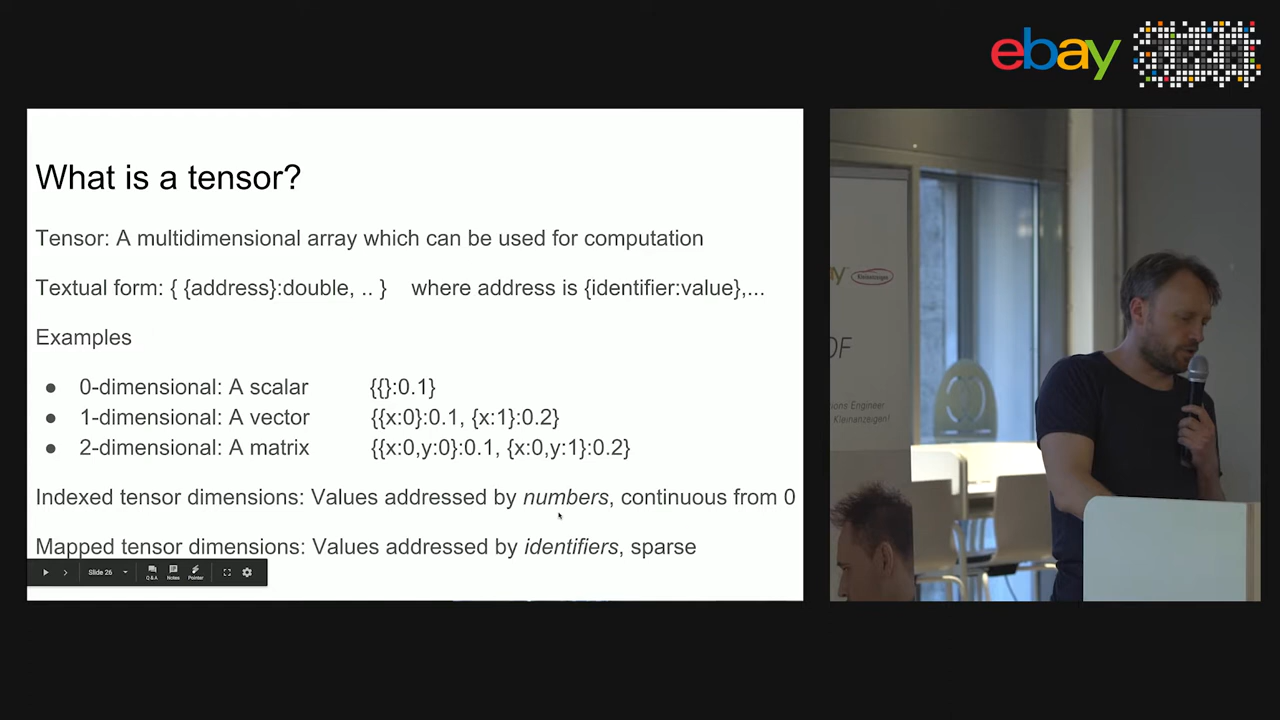 ebay
What is a tensor?
Tensor: A multidimensional array which can be used for computation
Textual form: { {address}:double, .. } where address is {identifier:value},...
Examples
● 0-dimensional: A scalar {{}:0.1}
● 1-dimensional: A vector {{x:0}:0.1, {x:1}:0.2}
● 2-dimensional: A matrix {{x:0,y:0}:0.1, {x:0,y:1}:0.2}
Indexed tensor dimensions: Values addressed by numbers, continuous from 0
Mapped tensor dimensions: Values addressed by identifiers, sparse
Slide 26
Q&A
Notes
Pointer
Kleinanzeigen!